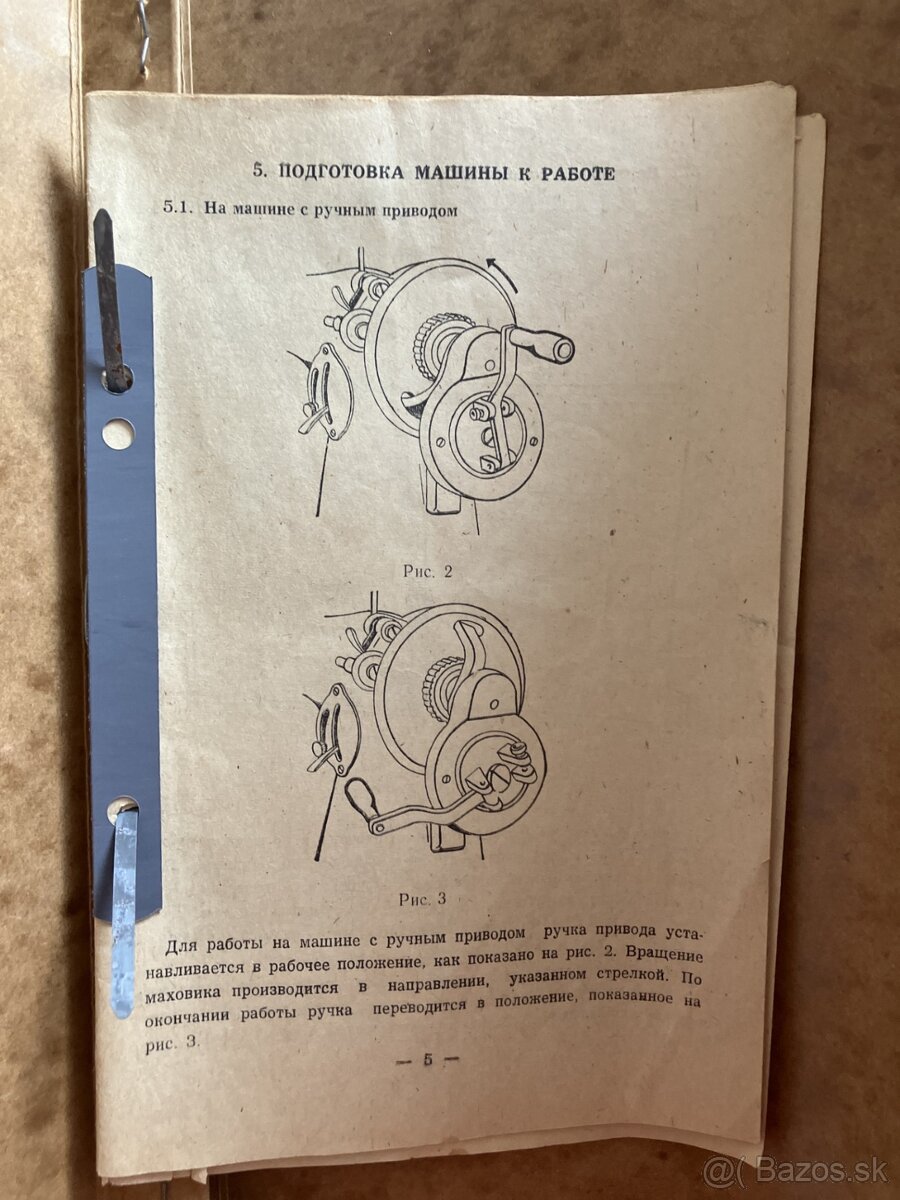 5. ПОДГОТОВКА МАШИНЫ К РАБОТЕ
5.1. На машине с ручным приводом
Рис. 2
Рис. 3
Для работы на машине с ручным приводом ручка привода уста-
навливается в рабочее положение, как показано на рис. 2. Вращение
маховика производится в направлении, указанном стрелкой. По
окончании работы ручка переводится в положение, показанное на
рис. 3.
— 5 —
@( Bazos.sk